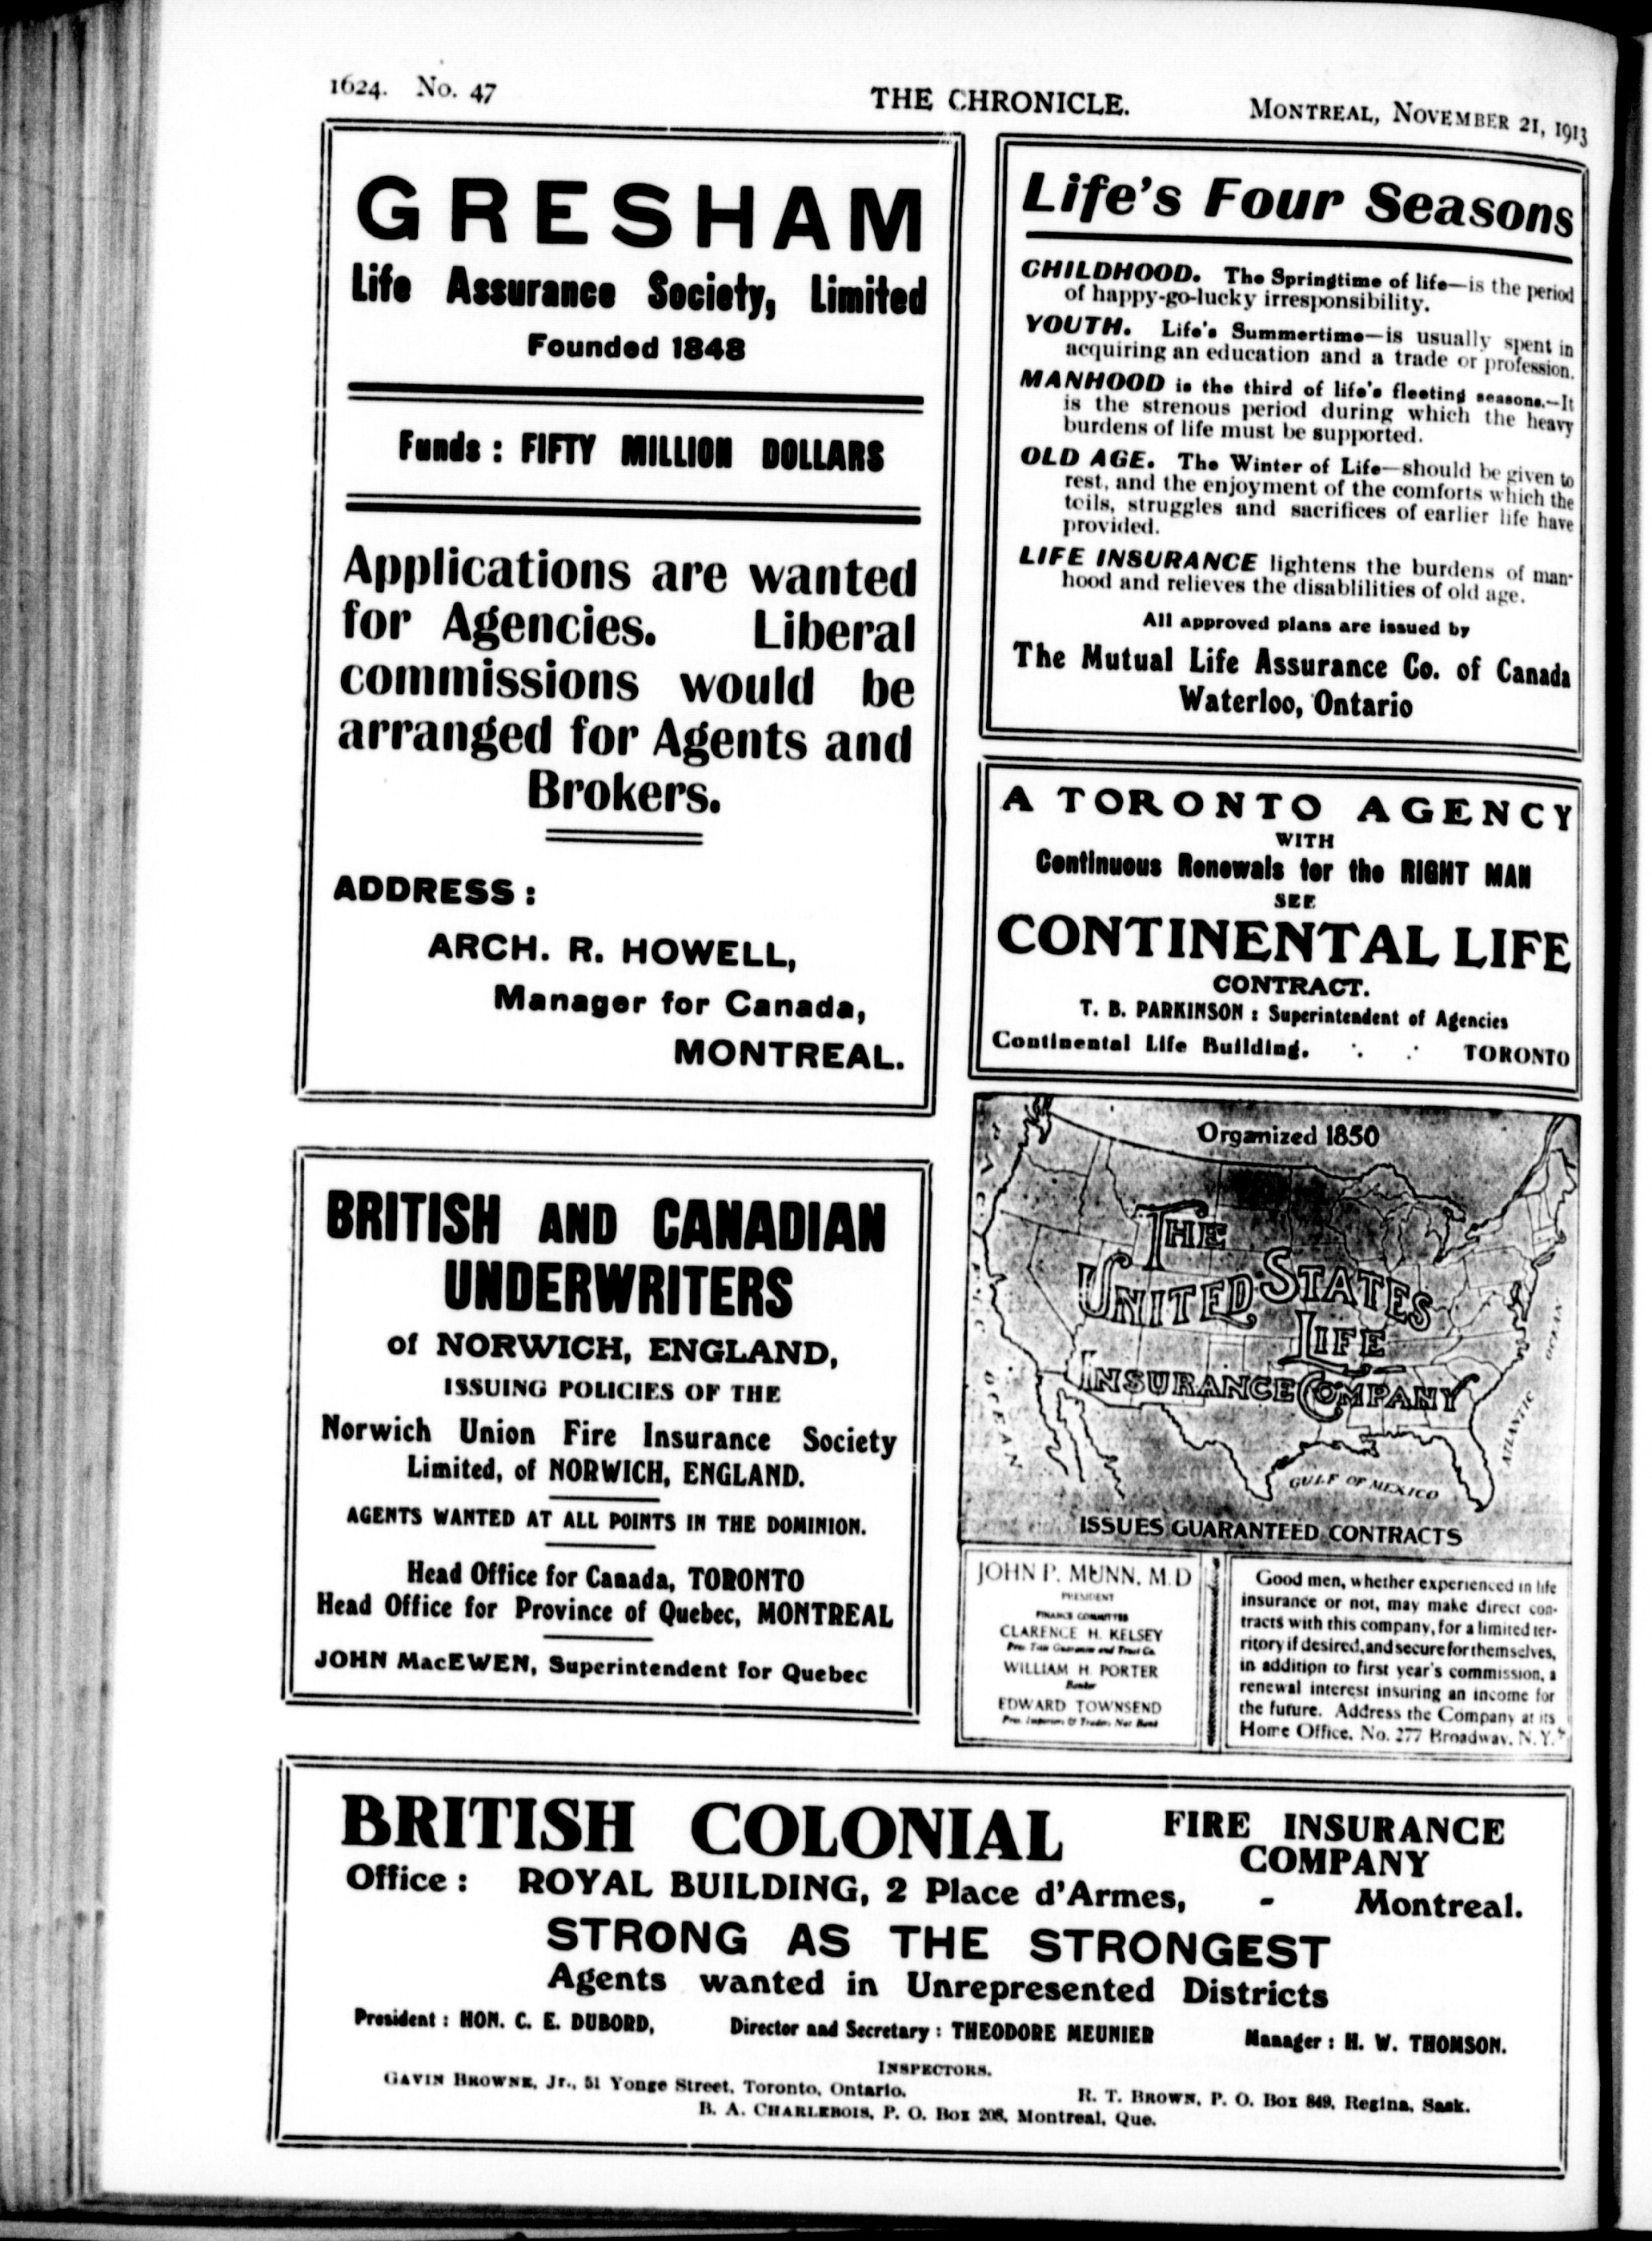 1624. No. 47
THE CHRONICLE.
MONTREAL, NOVEMBER 21, 1913
GRESHAM
Life Assurance Society, Limited
Founded 1848
Funds : FIFTY MILLION DOLLARS
Applications are wanted
for Agencies. Liberal
commissions would be
arranged for Agents and
Brokers.
ADDRESS :
ARCH. R. HOWELL,
Manager for Canada,
MONTREAL.
BRITISH AND CANADIAN
UNDERWRITERS
of NORWICH, ENGLAND,
ISSUING POLICIES OF THE
Norwich Union Fire Insurance Society
Limited, of NORWICH, ENGLAND.
AGENTS WANTED AT ALL POINTS IN THE DOMINION.
Head Office for Canada, TORONTO
Head Office for Province of Quebec, MONTREAL
JOHN MacEWEN, Superintendent for Quebec
Life's Four Seasons
CHILDHOOD. The Springtime of life—is the period
of happy-go-lucky irresponsibility.
YOUTH. Life's Summertime—is usually spent in
acquiring an education and a trade or profession.
MANHOOD is the third of life's fleeting seasons.—It
is the strenous period during which the heavy
burdens of life must be supported.
OLD AGE. The Winter of Life—should be given to
rest, and the enjoyment of the comforts which the
toils, struggles and sacrifices of earlier life have
provided.
LIFE INSURANCE lightens the burdens of man-
hood and relieves the disablilities of old age.
All approved plans are issued by
The Mutual Life Assurance Co. of Canada
Waterloo, Ontario
A TORONTO AGENCY
WITH
Continuous Renewals for the RIGHT MAN
SEE
CONTINENTAL LIFE
CONTRACT.
T. B. PARKINSON : Superintendent of Agencies
Continental Life Building, TORONTO
Organized 1850
THE
UNITED STATES
LIFE
INSURANCE COMPANY
PACIFIC OCEAN
ATLANTIC OCEAN
GULF OF MEXICO
ISSUES GUARANTEED CONTRACTS
JOHN P. MUNN, M.D
PRESIDENT
FINANCE COMMITTEE
CLARENCE H. KELSEY
Pres. Title Guarantee and Trust Co.
WILLIAM H. PORTER
Banker
EDWARD TOWNSEND
Pres. Importers & Traders Nat. Bank
Good men, whether experienced in life
insurance or not, may make direct con-
tracts with this company, for a limited ter-
ritory if desired, and secure for themselves,
in addition to first year's commission, a
renewal interest insuring an income for
the future. Address the Company at its
Home Office, No. 277 Broadway, N.Y.
BRITISH COLONIAL FIRE INSURANCE
COMPANY
Office : ROYAL BUILDING, 2 Place d'Armes, - Montreal.
STRONG AS THE STRONGEST
Agents wanted in Unrepresented Districts
President : HON. C. E. DUBORD, Director and Secretary : THEODORE MEUNIER Manager : H. W. THOMSON.
INSPECTORS.
GAVIN BROWNE, Jr., 51 Yonge Street, Toronto, Ontario. R. T. BROWN, P. O. Box 849, Regina, Sask.
B. A. CHARLEBOIS, P. O. Box 208, Montreal, Que.